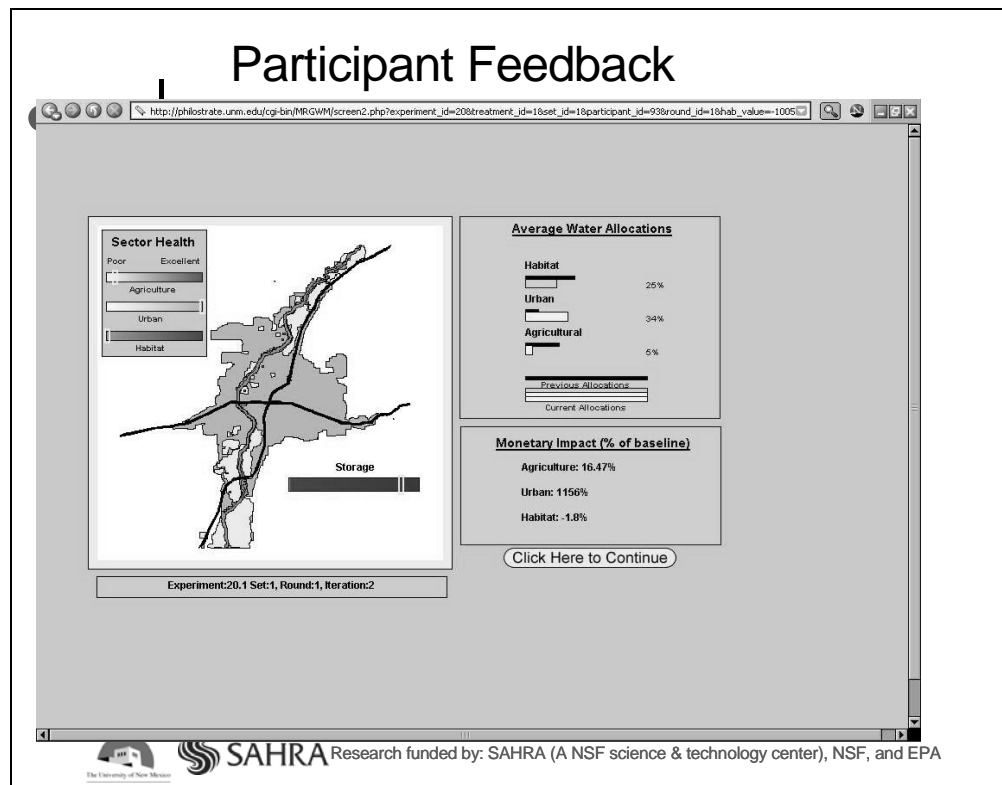 Participant Feedback
http://philostrate.unm.edu/cgi-bin/MRGWM/screen2.php?experiment_id=20&treatment_id=1&set_id=1&participant_id=93&round_id=1&hab_value=-1005
Sector Health
Poor Excellent
Agriculture
Urban
Habitat
Storage
Experiment:20.1 Set:1, Round:1, Iteration:2
Average Water Allocations
Habitat
25%
Urban
34%
Agricultural
5%
Previous Allocations
Current Allocations
Monetary Impact (% of baseline)
Agriculture: 16.47%
Urban: 1156%
Habitat: -1.8%
Click Here to Continue
The University of New Mexico
SAHRA
Research funded by: SAHRA (A NSF science & technology center), NSF, and EPA